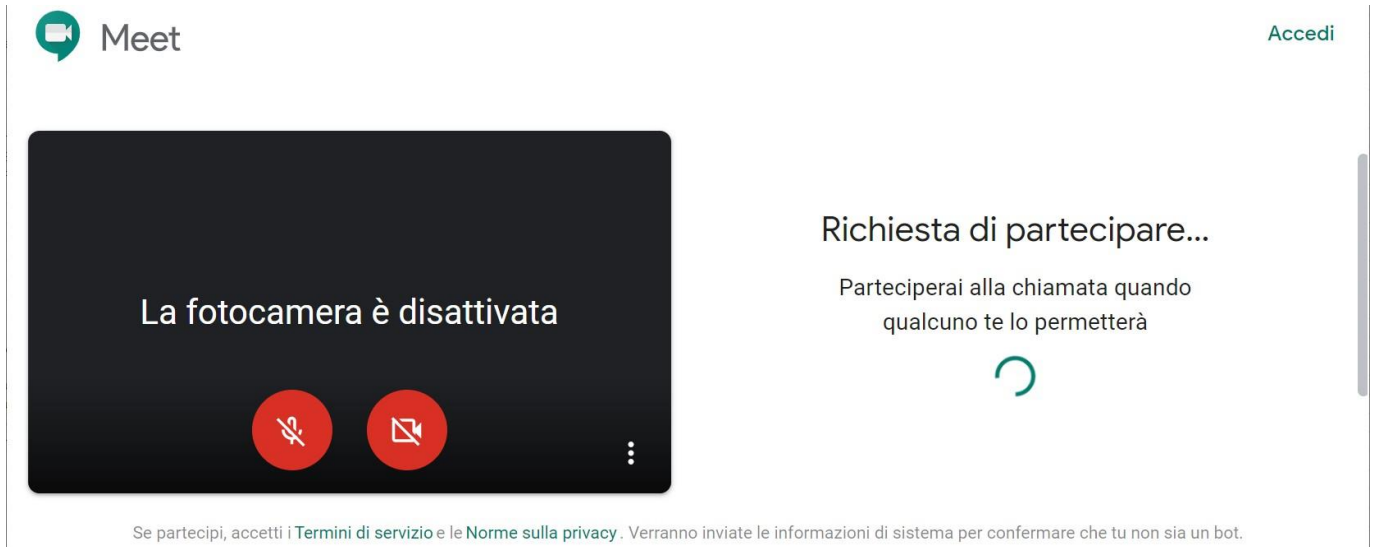 Meet
Accedi
La fotocamera è disattivata
Richiesta di partecipare...
Parteciperai alla chiamata quando
qualcuno te lo permetterà
Se partecipi, accetti i Termini di servizio e le Norme sulla privacy. Verranno inviate le informazioni di sistema per confermare che tu non sia un bot.